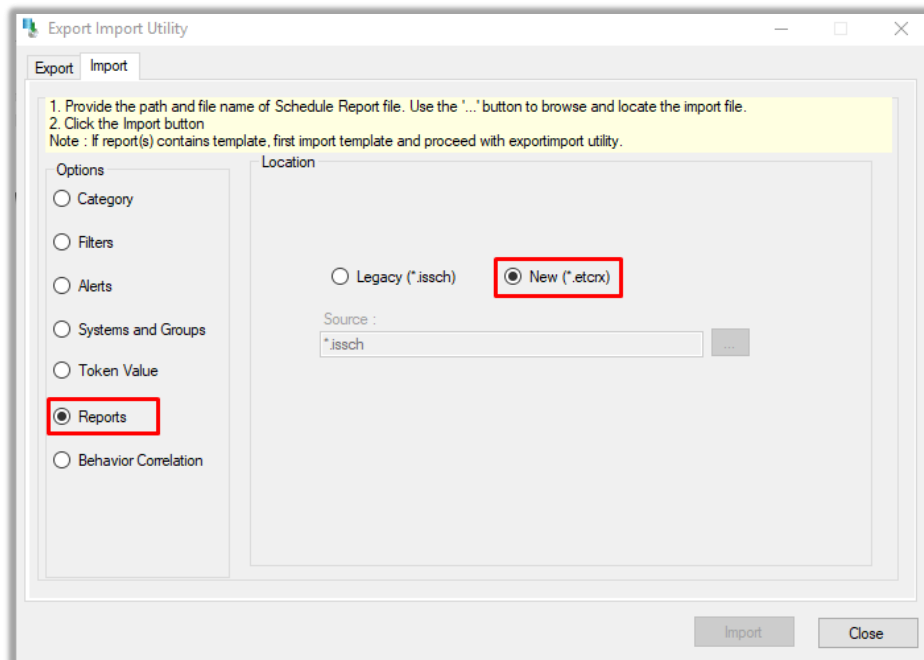 Export Import Utility
Export
Import
1. Provide the path and file name of Schedule Report file. Use the '...' button to browse and locate the import file.
2. Click the Import button
Note : If report(s) contains template, first import template and proceed with exportimport utility.
Options
Location
Category
Filters
Alerts
Systems and Groups
Token Value
Reports
Behavior Correlation
Legacy (*.issch)
New (*.etcrx)
Source :
*.issch
...
Import
Close